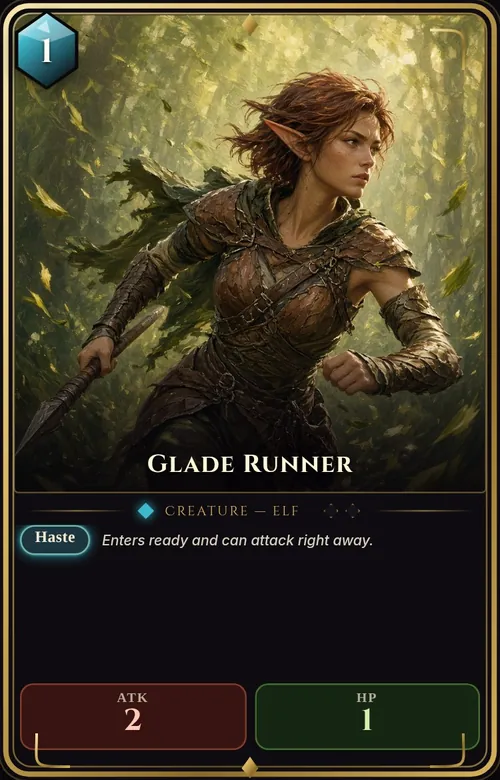 1
Glade Runner
CREATURE — ELF
Haste Enters ready and can attack right away.
ATK HP
2 1